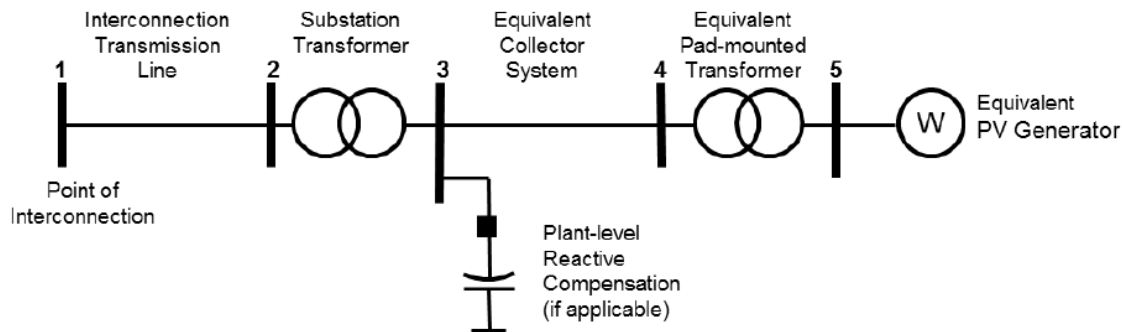 Interconnection
Transmission
Line
Substation
Transformer
Equivalent
Collector
System
Equivalent
Pad-mounted
Transformer
1
2
3
4
5
W
Equivalent
PV Generator
Point of
Interconnection
Plant-level
Reactive
Compensation
(if applicable)